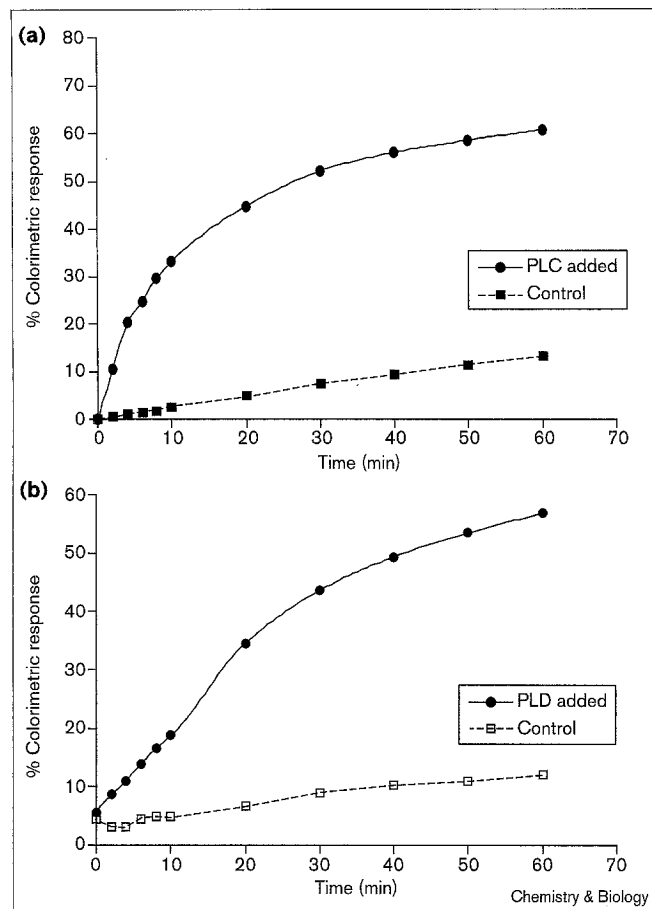 (a)
80
70
60
50
40
30
20
10
0
% Colorimetric response
PLC added
Control
0 10 20 30 40 50 60 70
Time (min)
(b)
60
50
40
30
20
10
0
% Colorimetric response
PLD added
Control
0 10 20 30 40 50 60 70
Time (min)
Chemistry & Biology